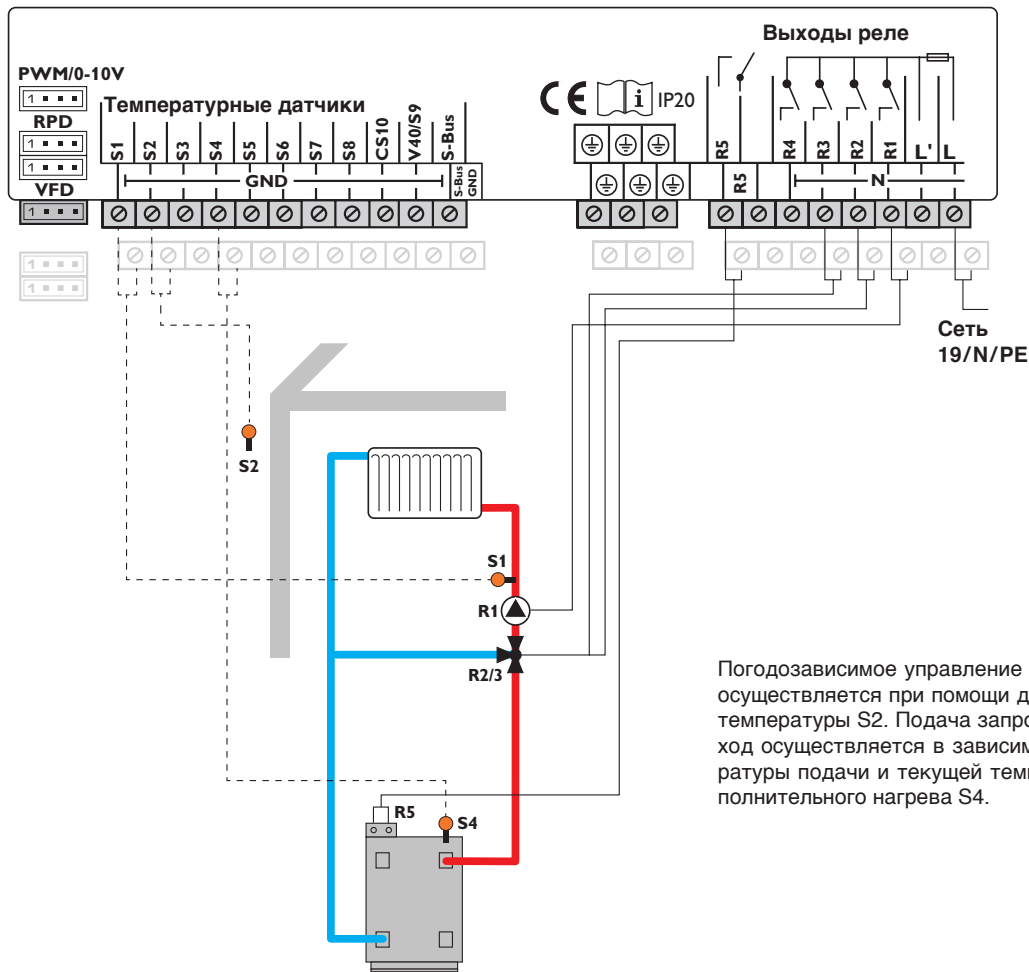 Выходы реле
PWM/0-10V
Температурные датчики
IP20
RPD
VFD
S1 S2 S3 S4 S5 S6 S7 S8 CS10 V40/S9 S-Bus
GND
S-Bus GND
R5 R4 R3 R2 R1 L' L
R5
N
Сеть
19/N/PE
S2
S1
R1
R2/3
R5
S4
Погодозависимое управление
осуществляется при помощи д
температуры S2. Подача запро
ход осуществляется в зависим
ратуры подачи и текущей темп
полнительного нагрева S4.